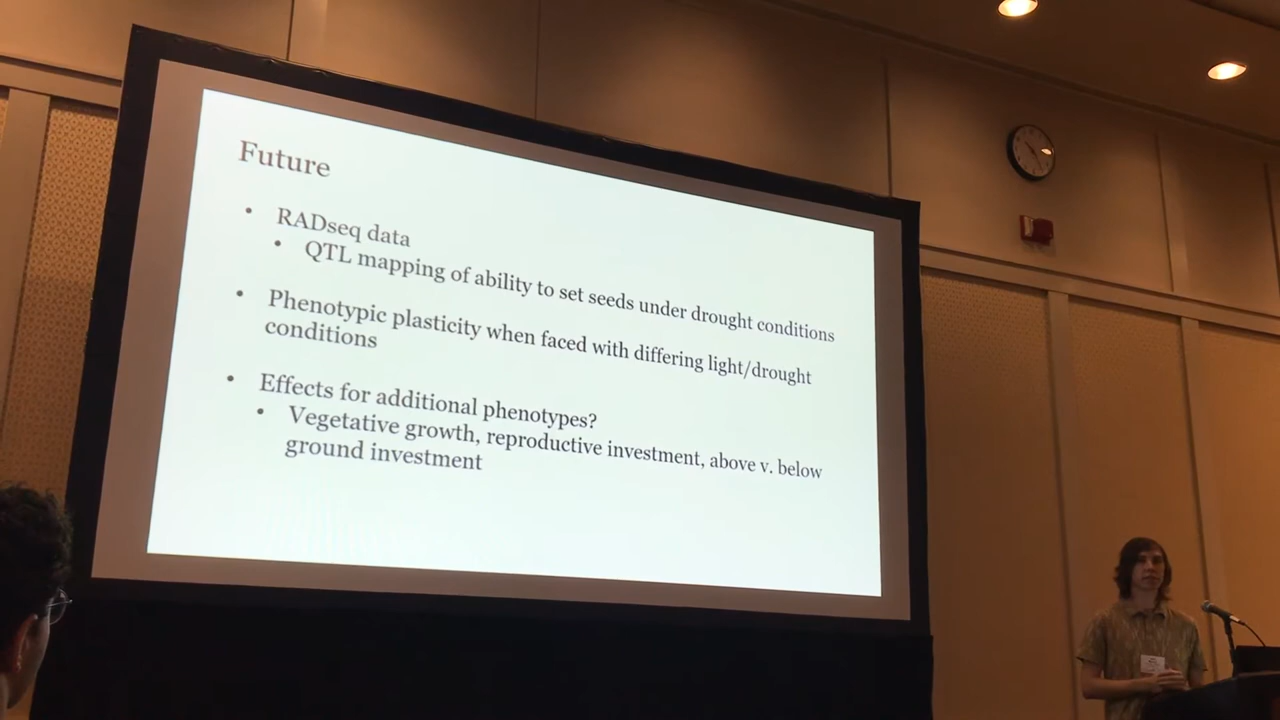 Future
• RADseq data
• QTL mapping of ability to set seeds under drought conditions
• Phenotypic plasticity when faced with differing light/drought
conditions
• Effects for additional phenotypes?
• Vegetative growth, reproductive investment, above v. below
ground investment